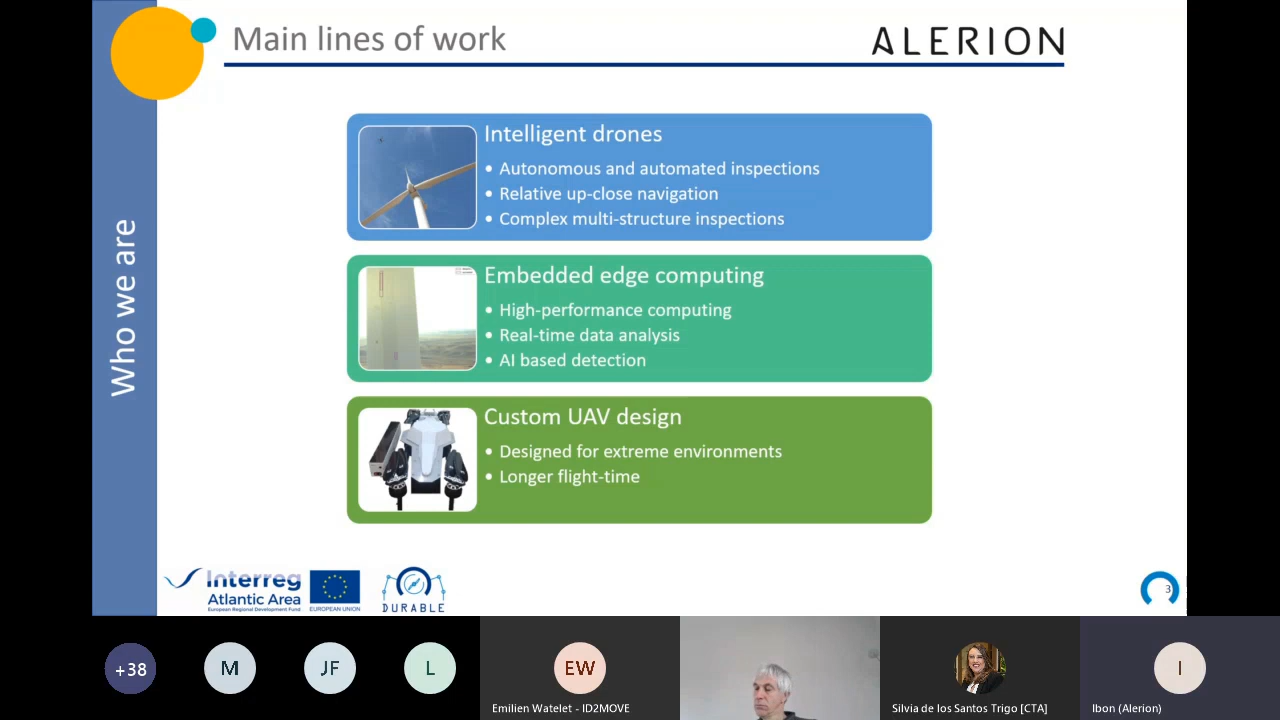 Main lines of work
ALERION
Who we are
Intelligent drones
• Autonomous and automated inspections
• Relative up-close navigation
• Complex multi-structure inspections
Embedded edge computing
• High-performance computing
• Real-time data analysis
• AI based detection
Custom UAV design
• Designed for extreme environments
• Longer flight-time
Interreg
Atlantic Area
European Regional Development Fund
EUROPEAN UNION
DURABLE
3
+38
M
JF
L
EW
Emilien Watelet - ID2MOVE
Silvia de los Santos Trigo [CTA]
I
Ibon (Alerion)